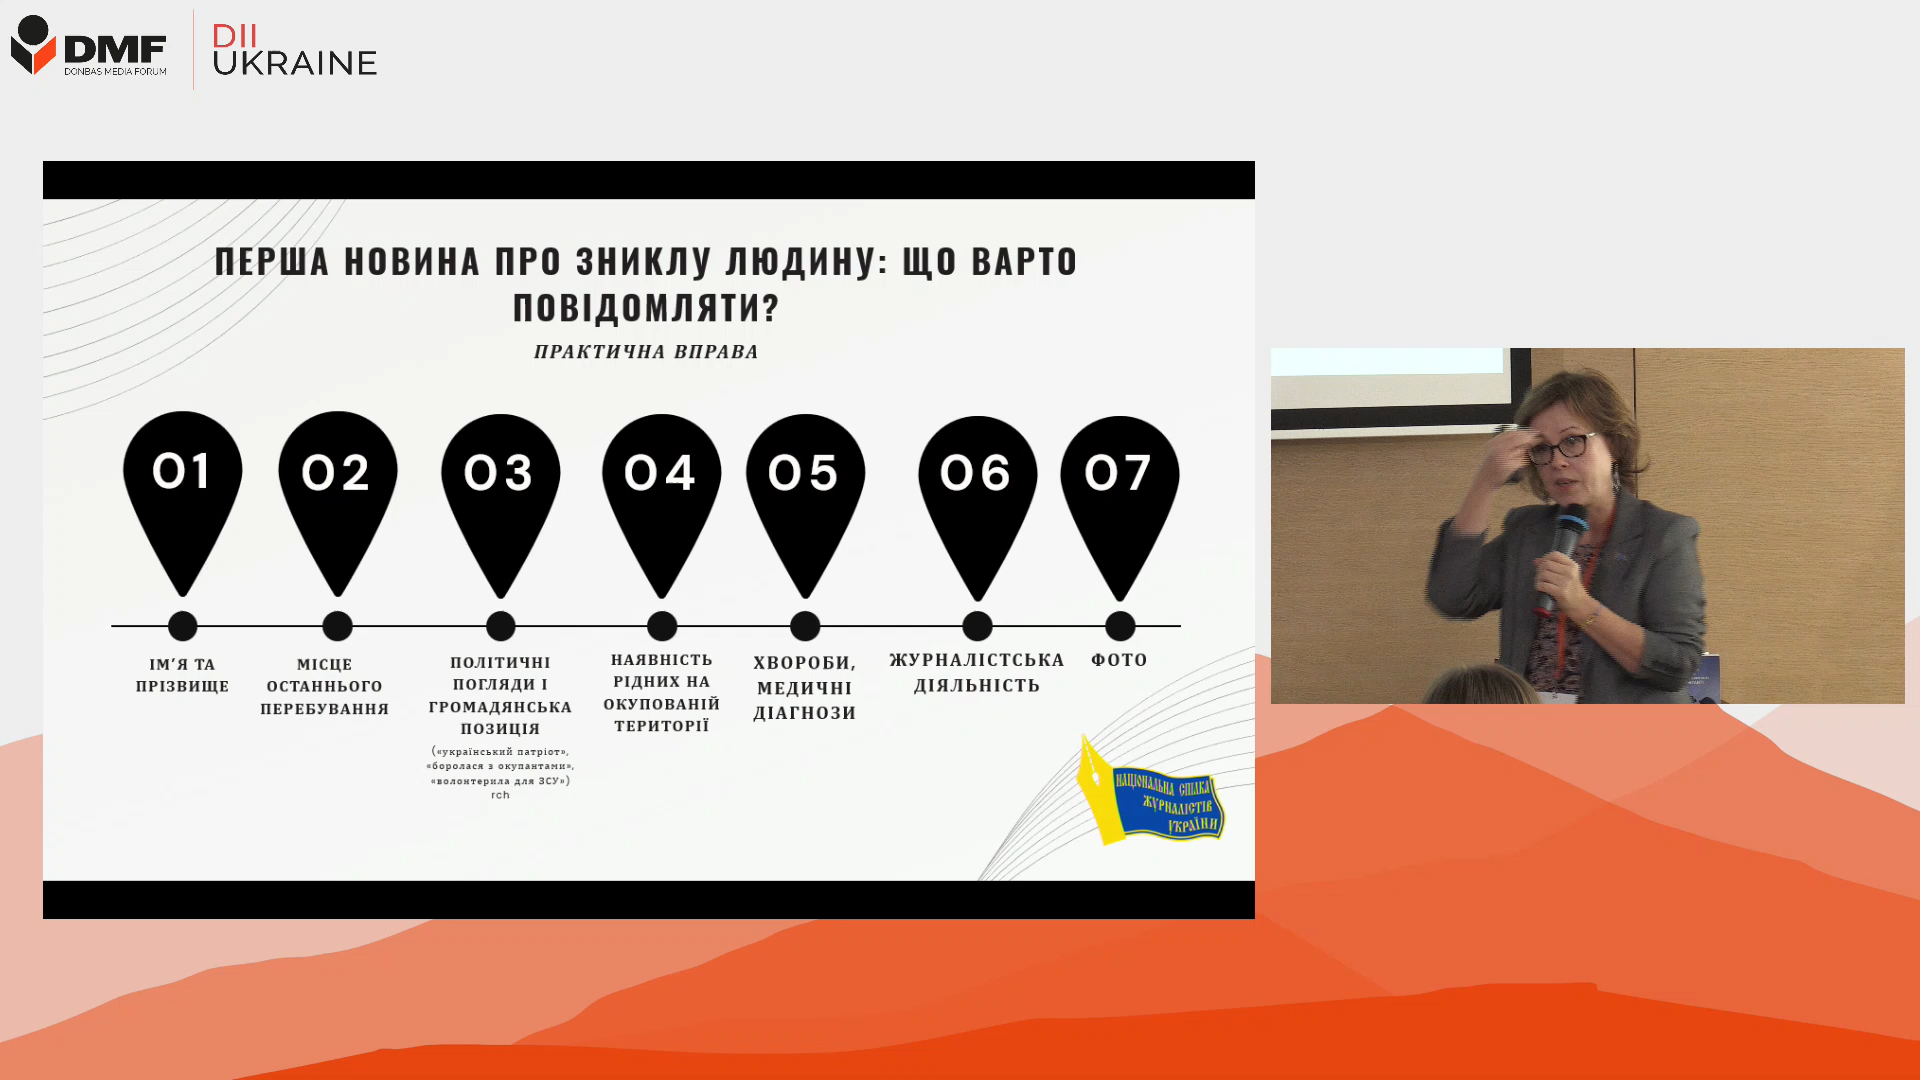 DMF
DONBAS MEDIA FORUM
DII
UKRAINE
ПЕРША НОВИНА ПРО ЗНИКЛУ ЛЮДИНУ: ЩО ВАРТО
ПОВІДОМЛЯТИ?
ПРАКТИЧНА ВПРАВА
01
02
03
04
05
06
07
ІМ’Я ТА
ПРІЗВИЩЕ
МІСЦЕ
ОСТАННЬОГО
ПЕРЕБУВАННЯ
ПОЛІТИЧНІ
ПОГЛЯДИ І
ГРОМАДЯНСЬКА
ПОЗИЦІЯ
(«український патріот»,
«боролася з окупантами»,
«волонтерила для ЗСУ»)
rch
НАЯВНІСТЬ
РІДНИХ НА
ОКУПОВАНІЙ
ТЕРИТОРІЇ
ХВОРОБИ,
МЕДИЧНІ
ДІАГНОЗИ
ЖУРНАЛІСТСЬКА
ДІЯЛЬНІСТЬ
ФОТО
НАЦІОНАЛЬНА СПІЛКА
ЖУРНАЛІСТІВ
УКРАЇНИ